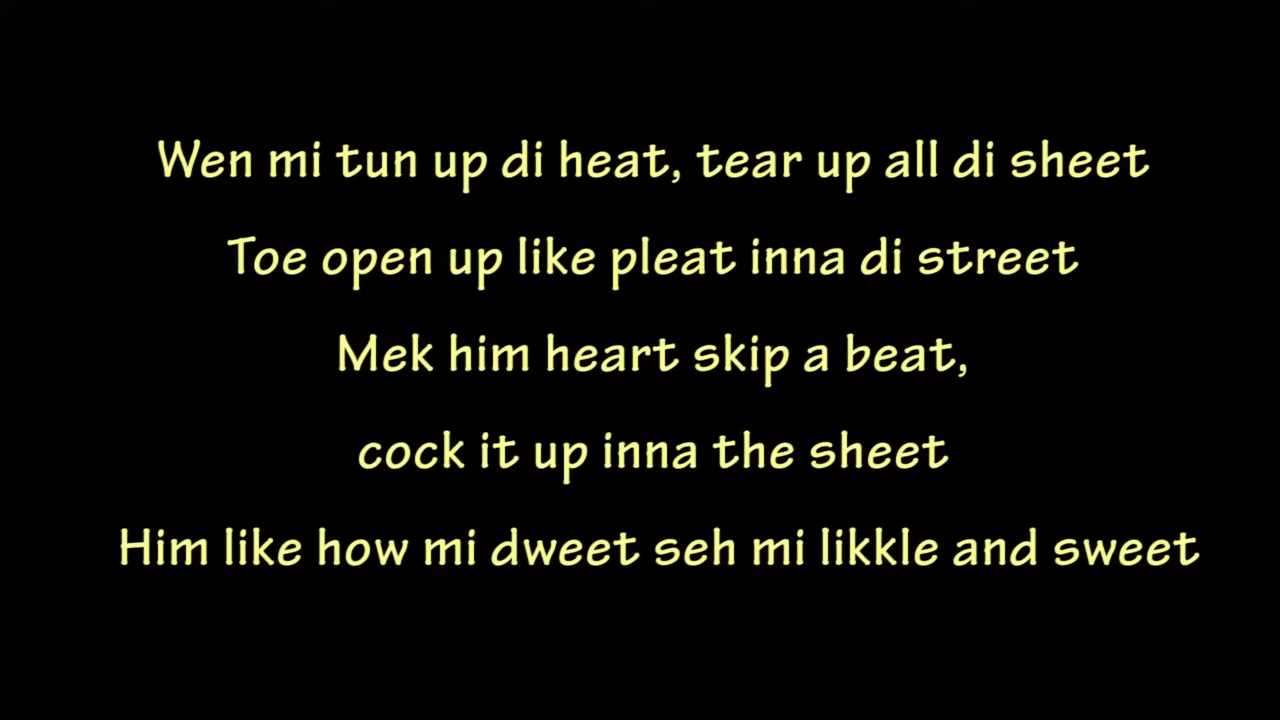 Wen mi tun up di heat, tear up all di sheet
Toe open up like pleat inna di street
Mek him heart skip a beat,
cock it up inna the sheet
Him like how mi dweet seh mi likkle and sweet